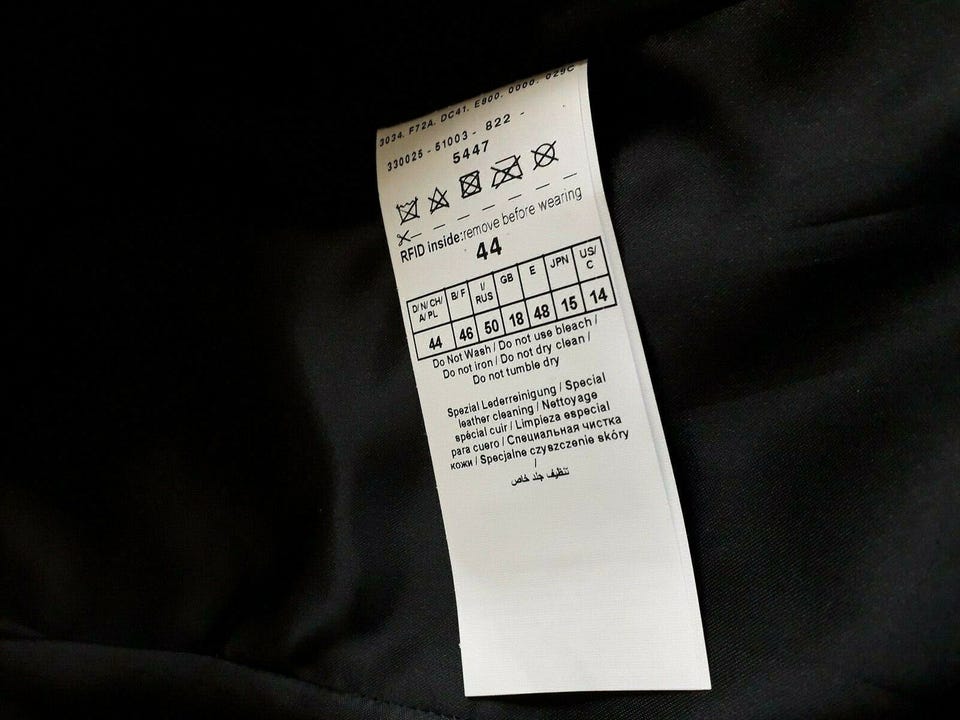 3034. F72A. DC41. E800. 0000. 029C
330025 - 51003 - 822 -
5447
RFID inside:remove before wearing
44
D/ N/ CH/ A/ PL B/ F I/ RUS GB E JPN US/ C
44 46 50 18 48 15 14
Do Not Wash / Do not use bleach /
Do not iron / Do not dry clean /
Do not tumble dry
Spezial Lederreinigung / Special
leather cleaning / Nettoyage
spécial cuir / Limpieza especial
para cuero / Специальная чистка
кожи / Specjalne czyszczenie skóry
/
تنظيف جلد خاص